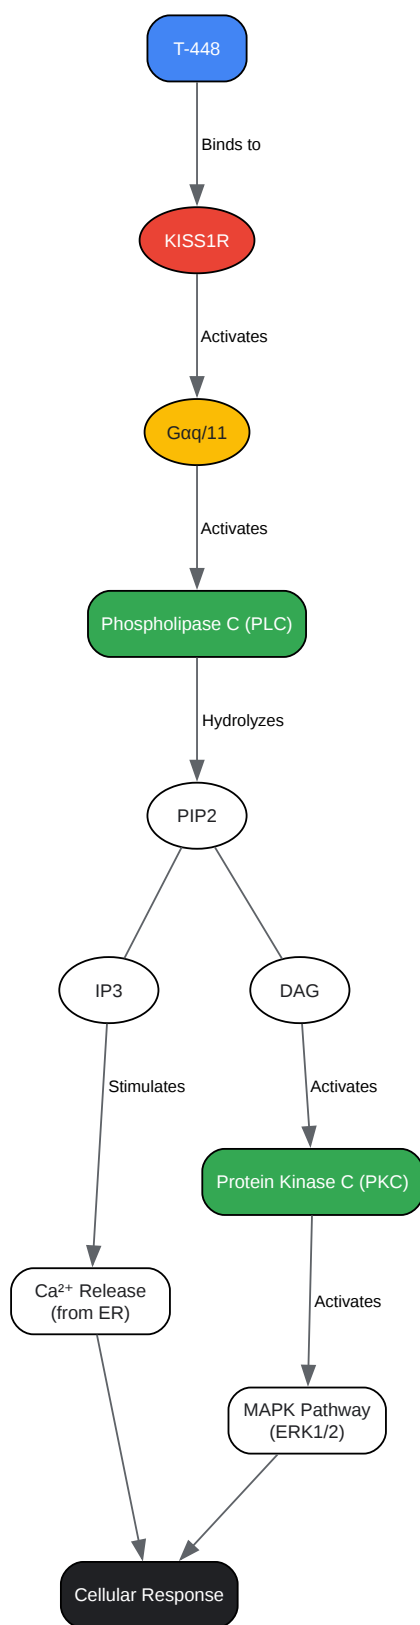 T-448
Binds to
KISS1R
Activates
Gαq/11
Activates
Phospholipase C (PLC)
Hydrolyzes
PIP2
IP3
DAG
Stimulates
Activates
Protein Kinase C (PKC)
Ca²⁺ Release
(from ER)
Activates
MAPK Pathway
(ERK1/2)
Cellular Response